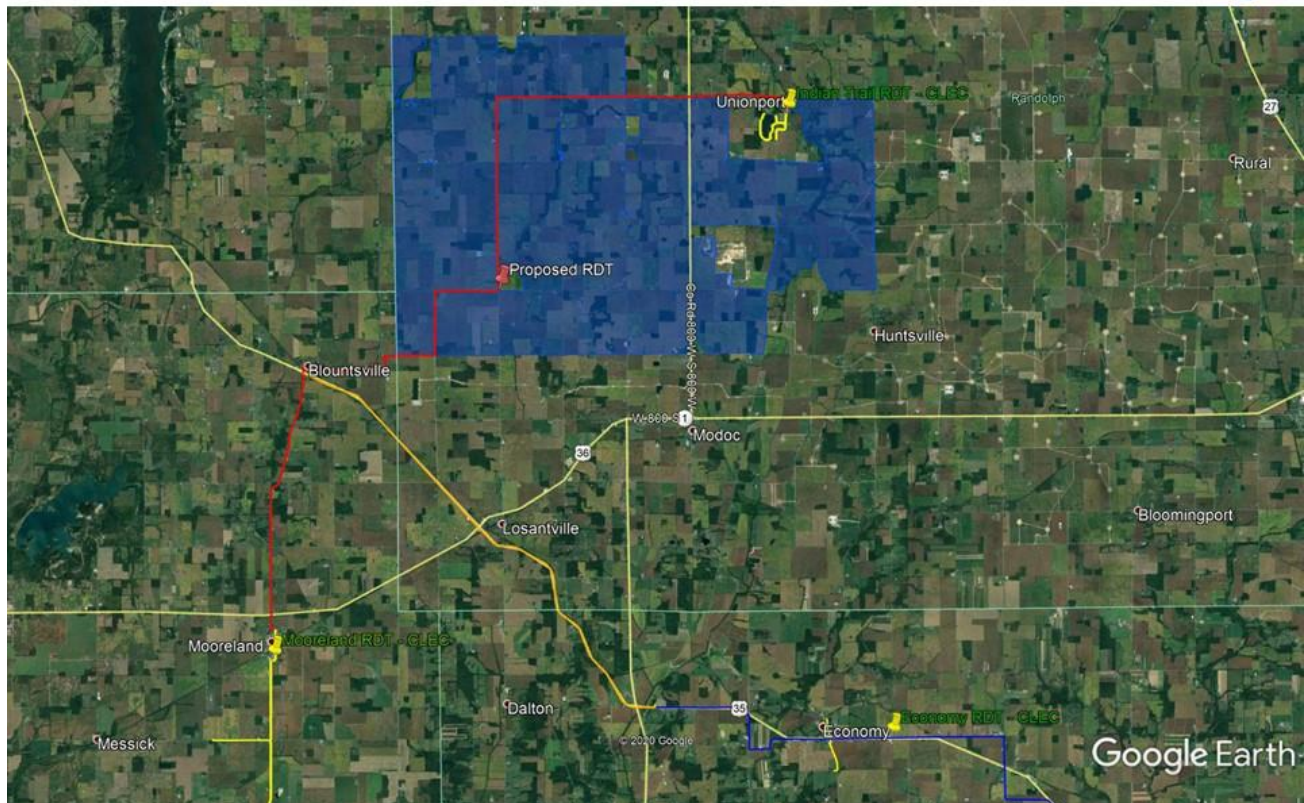 Unionport
Indian Trail RDT - CLEC
Randolph
27
Rural
Proposed RDT
Co-Rd-800-W-S-800-W
Huntsville
Blountsville
W-800-S
1
Modoc
36
Bloomingport
Losantville
Mooreland
Mooreland RDT - CLEC
Dalton
35
Economy
Economy RDT - CLEC
Messick
© 2020 Google
Google Earth